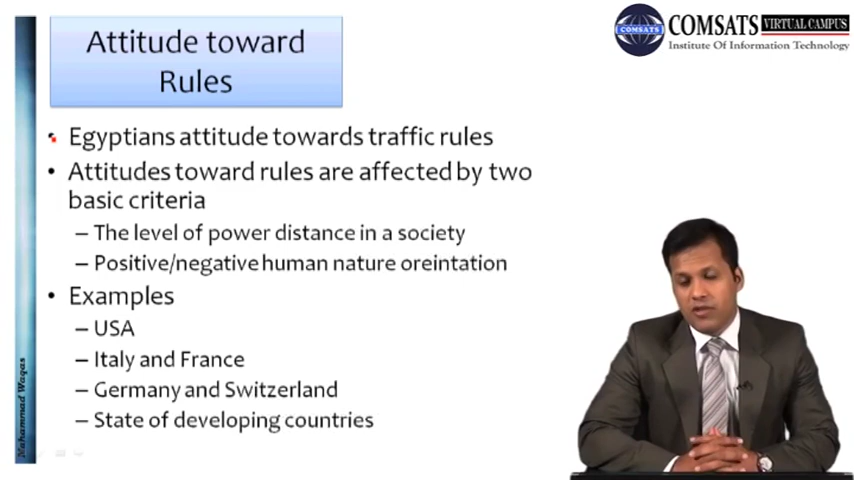 Attitude toward
Rules
COMSATS VIRTUAL CAMPUS
Institute Of Information Technology
COMSATS
• Egyptians attitude towards traffic rules
• Attitudes toward rules are affected by two
basic criteria
– The level of power distance in a society
– Positive/negative human nature oreintation
• Examples
– USA
– Italy and France
– Germany and Switzerland
– State of developing countries
Muhammad Waqas